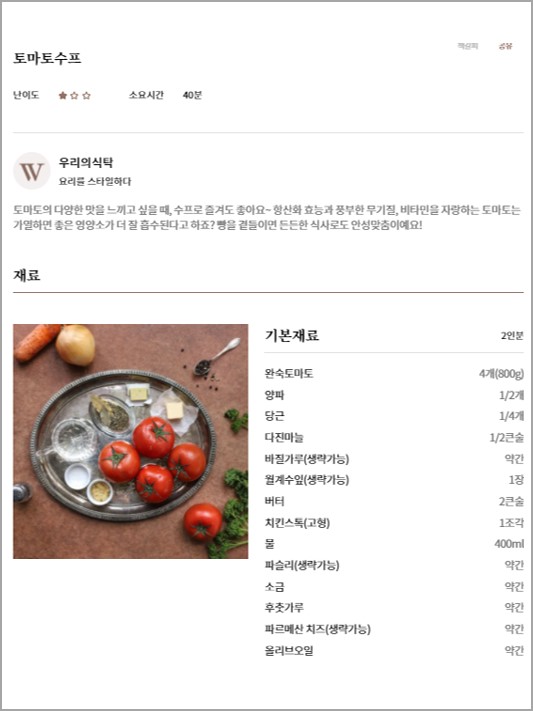 책갈피 공유
토마토수프
난이도 ★☆☆ 소요시간 40분
W
우리의식탁
요리를 스타일하다
토마토의 다양한 맛을 느끼고 싶을 때, 수프로 즐겨도 좋아요~ 항산화 효능과 풍부한 무기질, 비타민을 자랑하는 토마토는
가열하면 좋은 영양소가 더 잘 흡수된다고 하죠? 빵을 곁들이면 든든한 식사로도 안성맞춤이예요!
재료
기본재료 2인분
완숙토마토 4개(800g)
양파 1/2개
당근 1/4개
다진마늘 1/2큰술
바질가루(생략가능) 약간
월계수잎(생략가능) 1장
버터 2큰술
치킨스톡(고형) 1조각
물 400ml
파슬리(생략가능) 약간
소금 약간
후춧가루 약간
파르메산 치즈(생략가능) 약간
올리브오일 약간